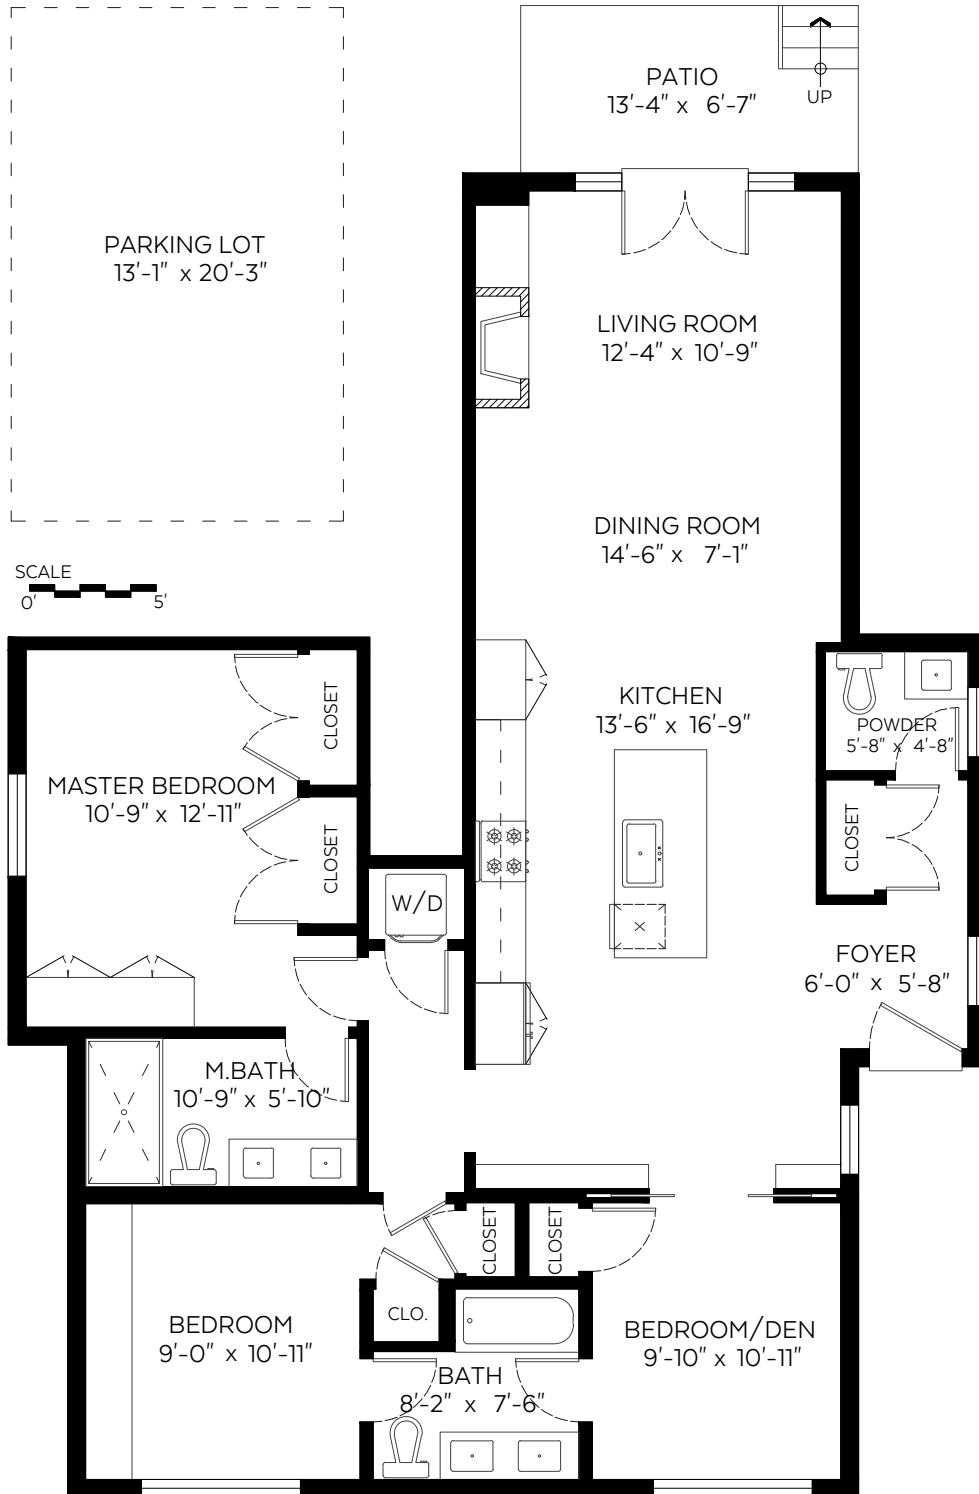 PATIO
13'-4" x 6'-7"
UP
PARKING LOT
13'-1" x 20'-3"
LIVING ROOM
12'-4" x 10'-9"
DINING ROOM
14'-6" x 7'-1"
SCALE
0' 5'
KITCHEN
13'-6" x 16'-9"
POWDER
5'-8" x 4'-8"
CLOSET
MASTER BEDROOM
10'-9" x 12'-11"
CLOSET
CLOSET
W/D
FOYER
6'-0" x 5'-8"
M.BATH
10'-9" x 5'-10"
CLOSET
CLOSET
CLO.
BEDROOM
9'-0" x 10'-11"
BEDROOM/DEN
9'-10" x 10'-11"
BATH
8'-2" x 7'-6"